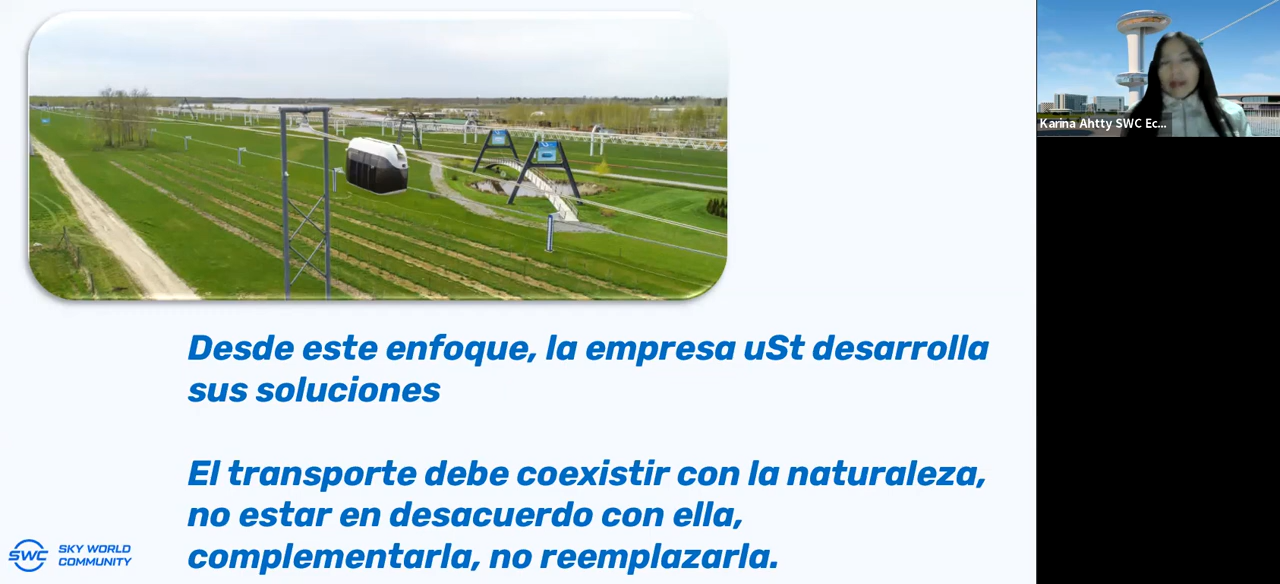 Karina Ahtty SWC Ec...
Desde este enfoque, la empresa uSt desarrolla
sus soluciones
El transporte debe coexistir con la naturaleza,
no estar en desacuerdo con ella,
complementarla, no reemplazarla.
SWC
SKY WORLD
COMMUNITY